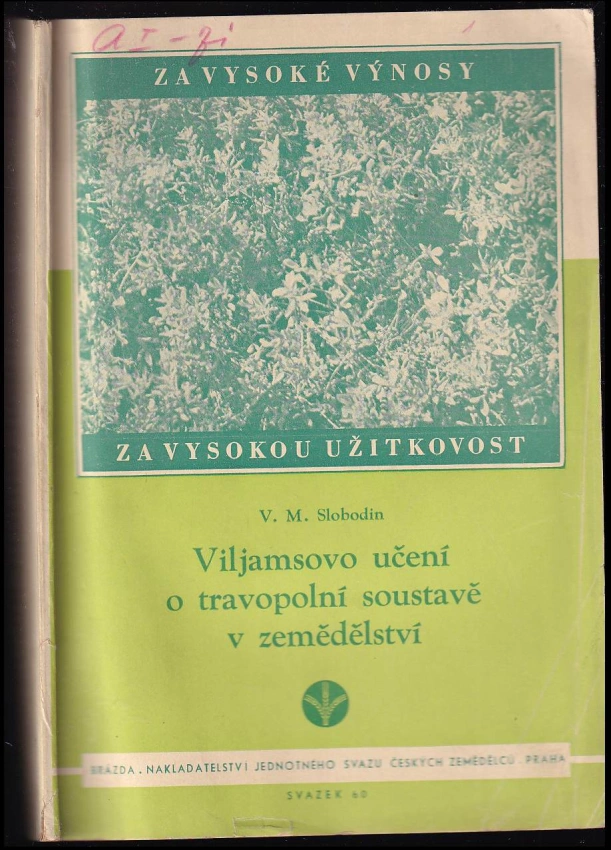 a I - zi
ZA VYSOKÉ VÝNOSY
ZA VYSOKOU UŽITKOVOST
V. M. Slobodin
Viljamsovo učení
o travopolní soustavě
v zemědělství
BRÁZDA . NAKLADATELSTVÍ JEDNOTNÉHO SVAZU ČESKÝCH ZEMĚDĚLCŮ PRAHA
SVAZEK 60